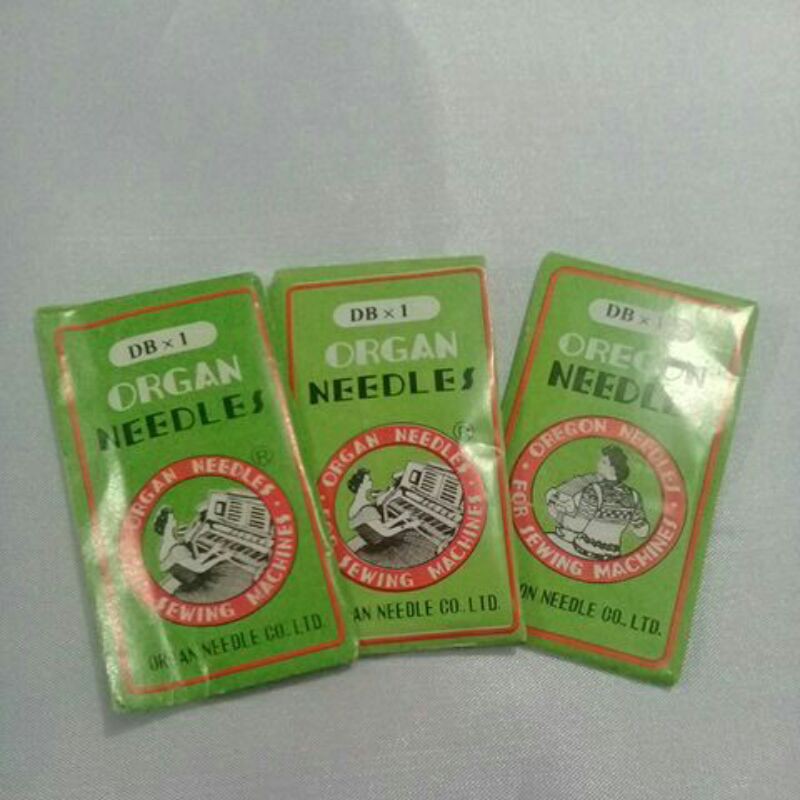 DB × 1
ORGAN
NEEDLES
®
ORGAN NEEDLES
SEWING MACHINES
ORGAN NEEDLE CO., LTD.
DB × 1
ORGAN
NEEDLES
®
ORGAN NEEDLES
SEWING MACHINES
AN NEEDLE CO., LTD.
DB × 1
OREGON
NEEDLE
OREGON NEEDLES
FOR SEWING MACHINES
ON NEEDLE CO., LTD.